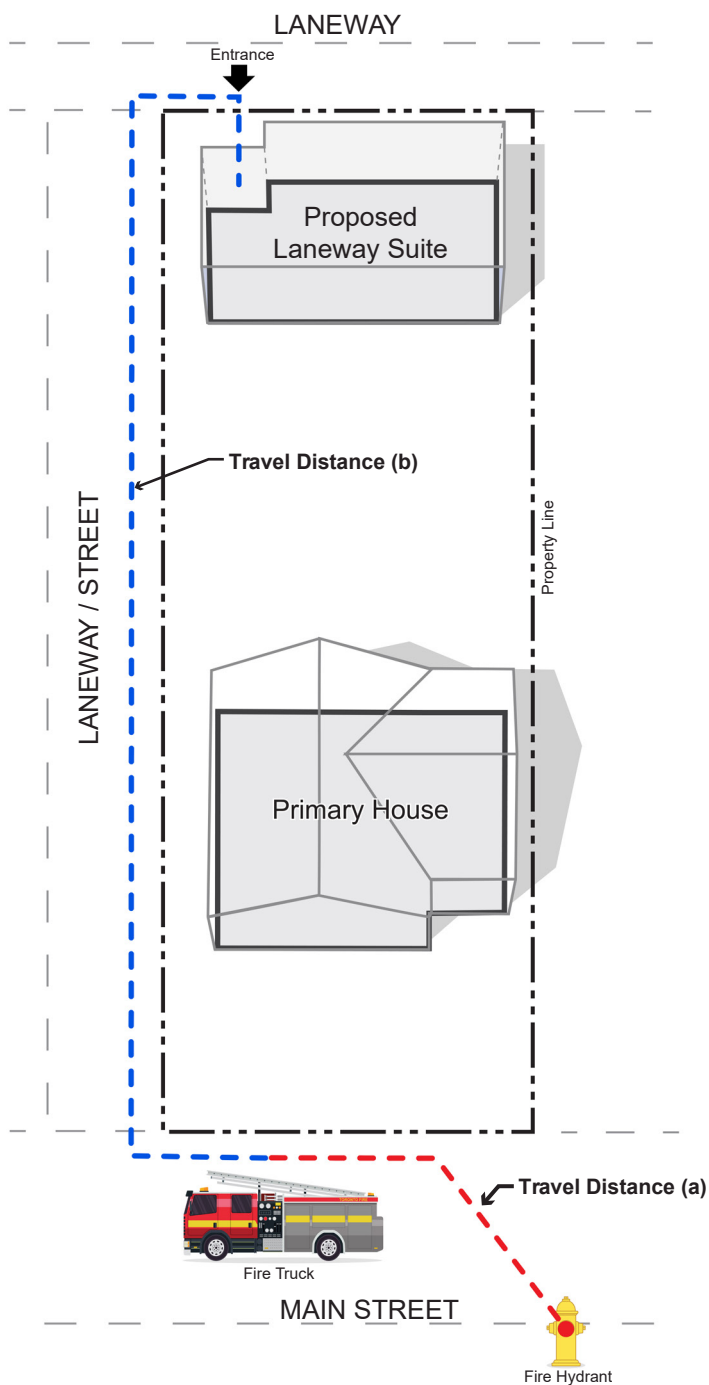 LANEWAY
Entrance
Proposed
Laneway Suite
Travel Distance (b)
LANEWAY / STREET
Property Line
Primary House
Travel Distance (a)
Fire Truck
MAIN STREET
Fire Hydrant